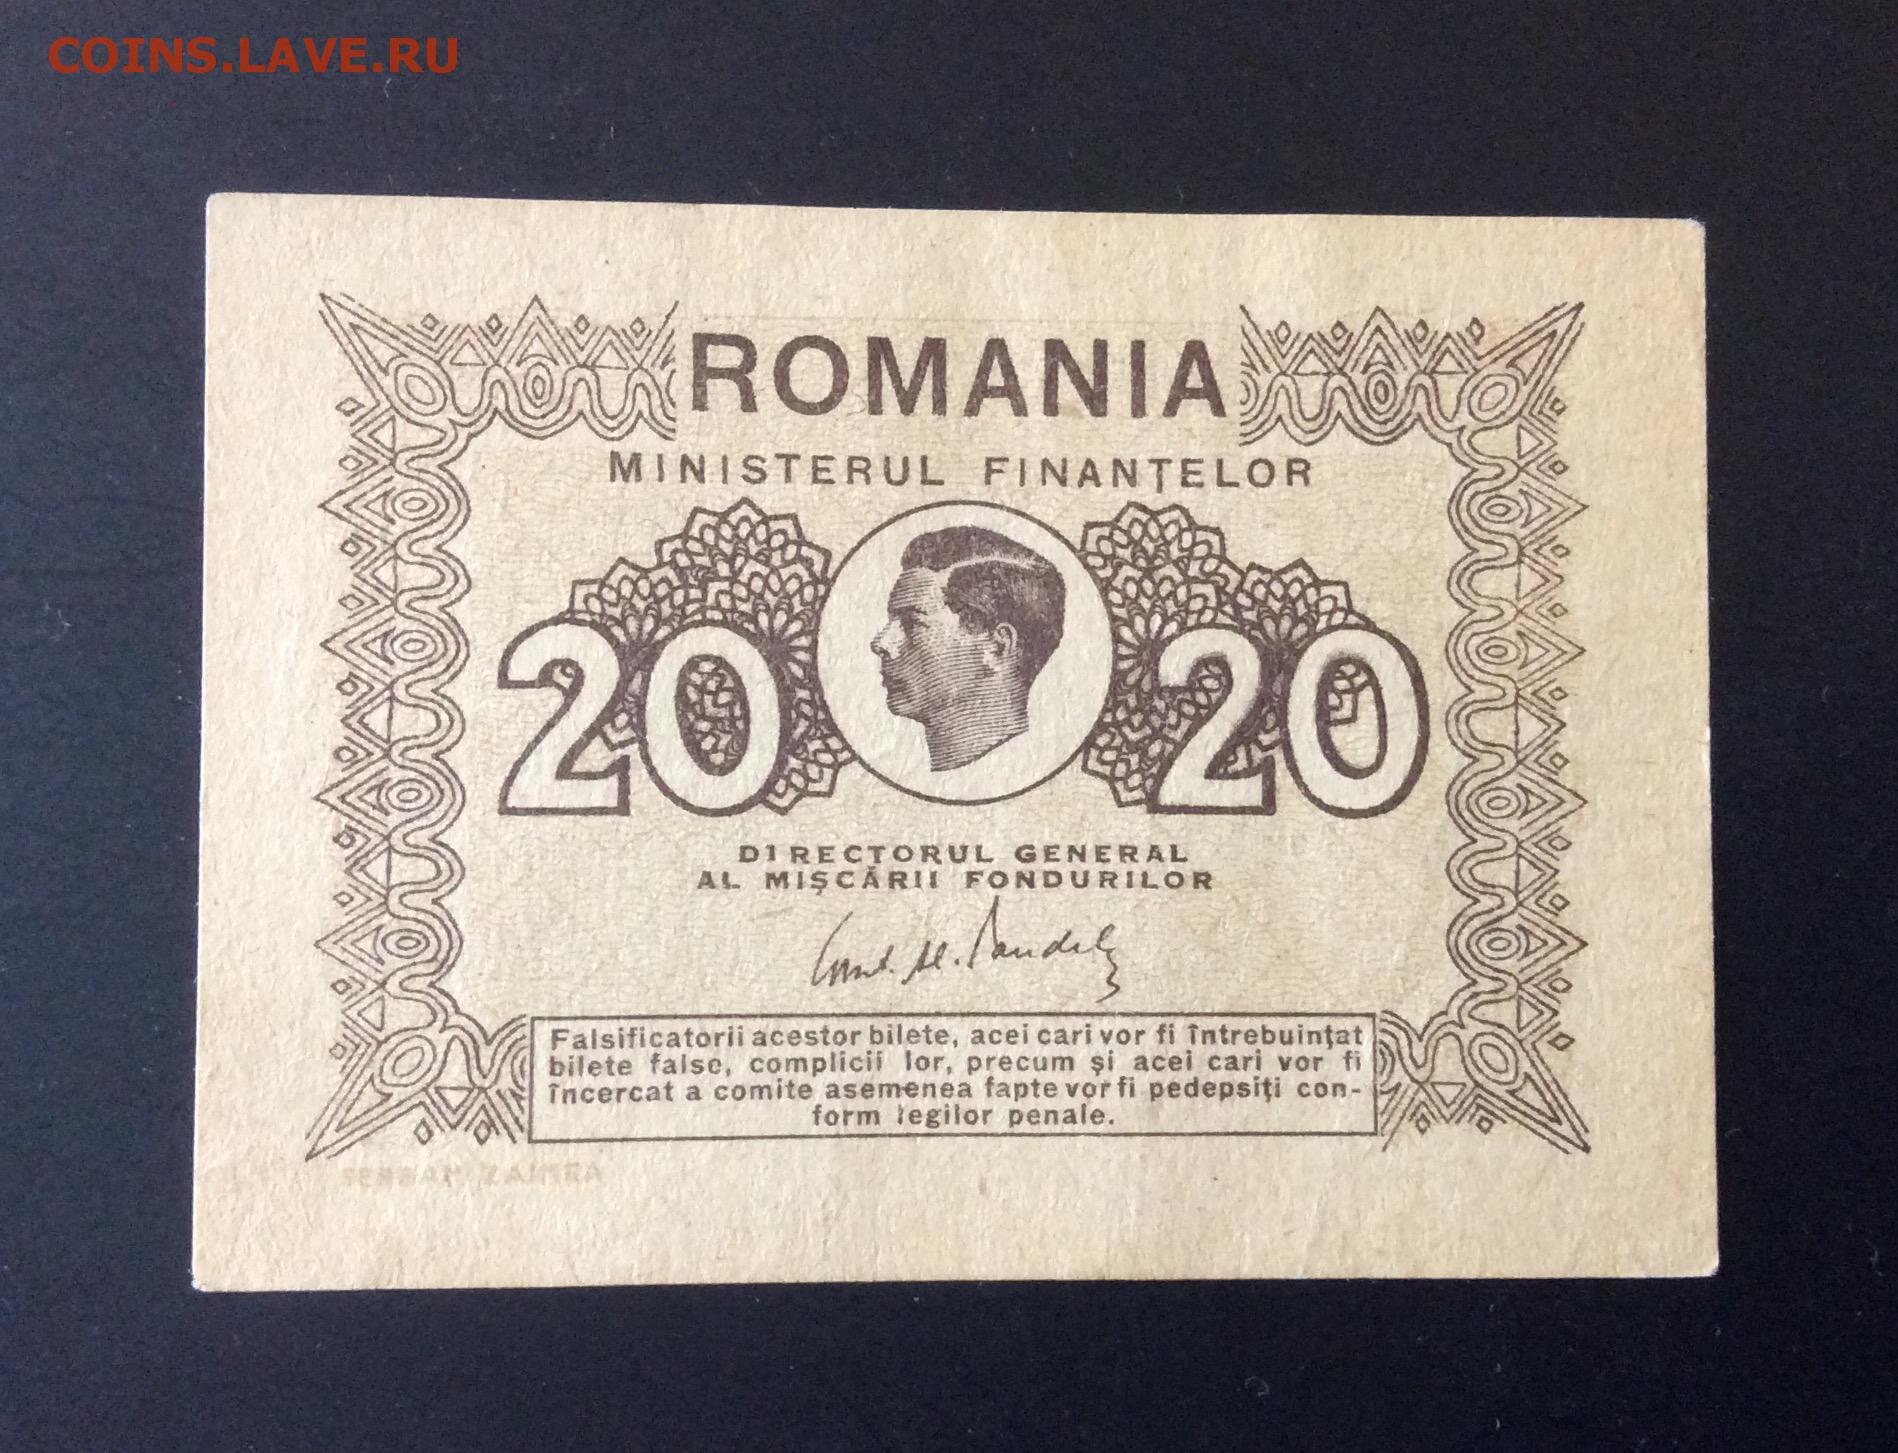 COINS.LAVE.RU
ROMANIA
MINISTERUL FINANȚELOR
20 20
DIRECTORUL GENERAL
AL MIȘCĂRII FONDURILOR
Falsificatorii acestor bilete, acei cari vor fi întrebuințat
bilete false, complicii lor, precum și acei cari vor fi
încercat a comite asemenea fapte vor fi pedepsiți con-
form legilor penale.